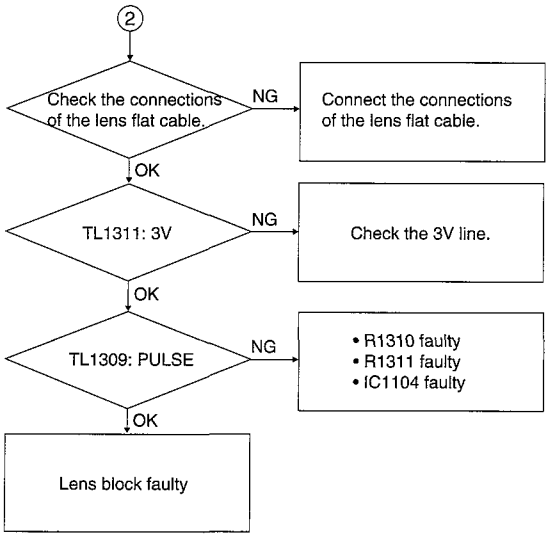 2
Check the connections
of the lens flat cable.
NG
Connect the connections
of the lens flat cable.
OK
TL1311: 3V
NG
Check the 3V line.
OK
TL1309: PULSE
NG
• R1310 faulty
• R1311 faulty
• IC1104 faulty
OK
Lens block faulty